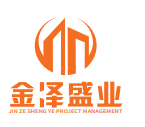 金泽盛业
JIN ZE SHENG YE PROJECT MANAGEMENT